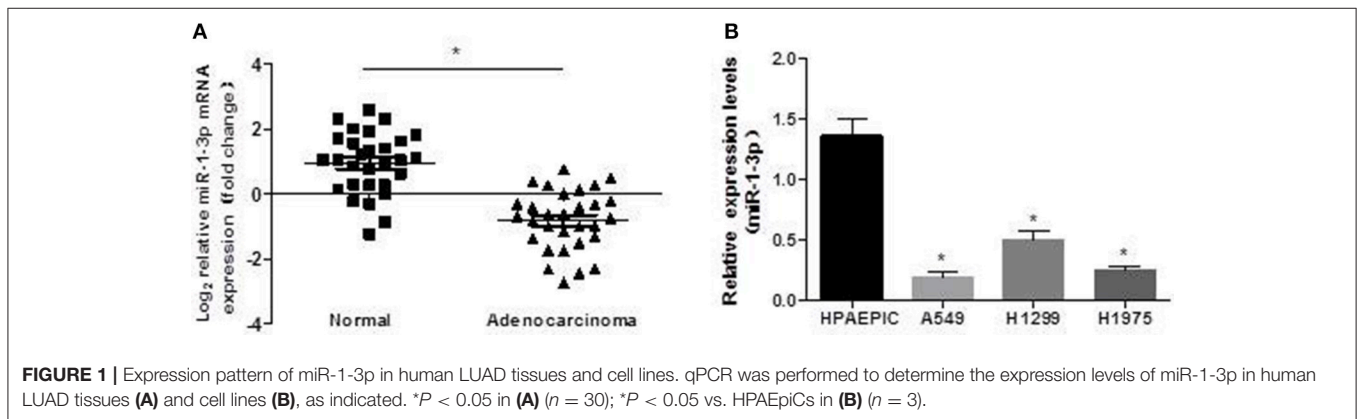 A
Log2 relative miR-1-3p mRNA
expression (fold change)
*
4
2
0
-2
-4
Normal
Adenocarcinoma
B
Relative expression levels
(miR-1-3p)
2.0
1.5
1.0
0.5
0.0
*
*
*
HPAEPIC
A549
H1299
H1975
FIGURE 1 | Expression pattern of miR-1-3p in human LUAD tissues and cell lines. qPCR was performed to determine the expression levels of miR-1-3p in human
LUAD tissues (A) and cell lines (B), as indicated. *P < 0.05 in (A) (n = 30); *P < 0.05 vs. HPAEpiCs in (B) (n = 3).